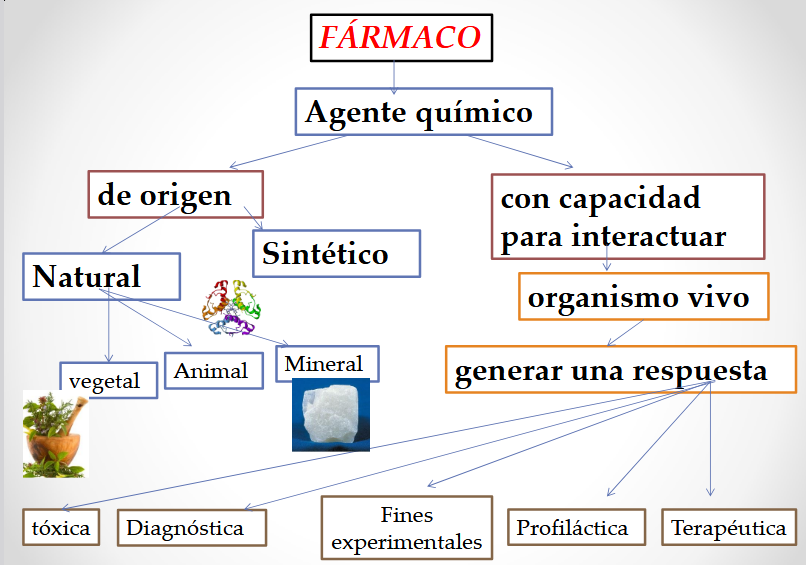 FÁRMACO
Agente químico
de origen
con capacidad
para interactuar
Natural
Sintético
organismo vivo
vegetal
Animal
Mineral
generar una respuesta
tóxica
Diagnóstica
Fines
experimentales
Profiláctica
Terapéutica